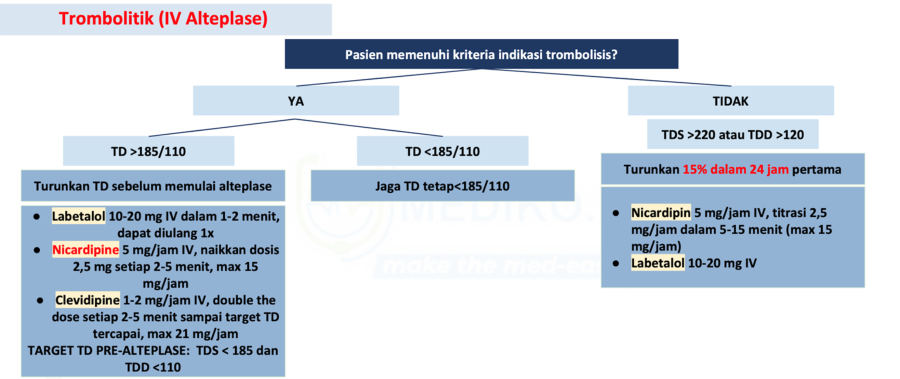 Trombolitik (IV Alteplase)
Pasien memenuhi kriteria indikasi trombolisis?
YA
TIDAK
TD >185/110
TD <185/110
TDS >220 atau TDD >120
Turunkan TD sebelum memulai alteplase
Jaga TD tetap<185/110
Turunkan 15% dalam 24 jam pertama
● Labetalol 10-20 mg IV dalam 1-2 menit,
dapat diulang 1x
● Nicardipine 5 mg/jam IV, naikkan dosis
2,5 mg setiap 2-5 menit, max 15
mg/jam
● Clevidipine 1-2 mg/jam IV, double the
dose setiap 2-5 menit sampai target TD
tercapai, max 21 mg/jam
TARGET TD PRE-ALTEPLASE: TDS < 185 dan
TDD <110
● Nicardipin 5 mg/jam IV, titrasi 2,5
mg/jam dalam 5-15 menit (max 15
mg/jam)
● Labetalol 10-20 mg IV
make the med-eas